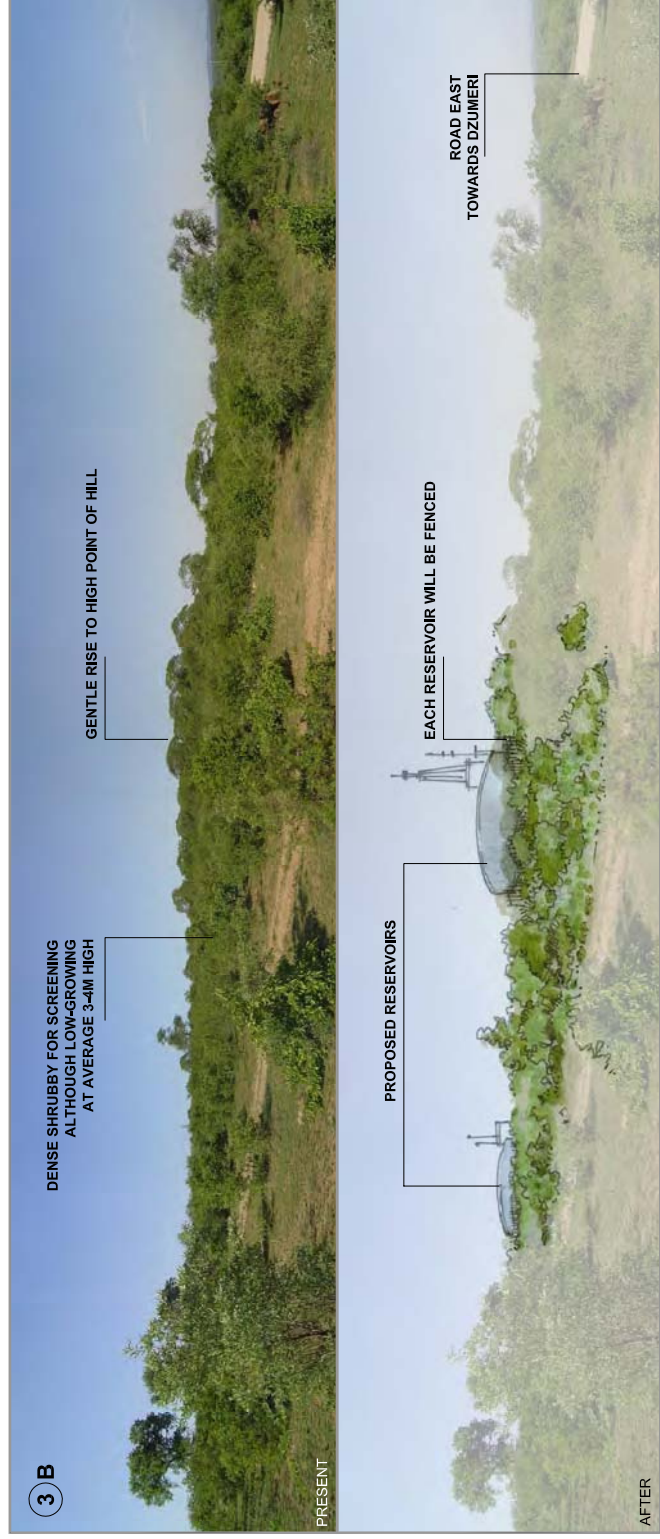 3 B
DENSE SHRUBBY FOR SCREENING
ALTHOUGH LOW-GROWING
AT AVERAGE 3-4M HIGH
GENTLE RISE TO HIGH POINT OF HILL
PRESENT
PROPOSED RESERVOIRS
EACH RESERVOIR WILL BE FENCED
ROAD EAST
TOWARDS DZUMERI
AFTER